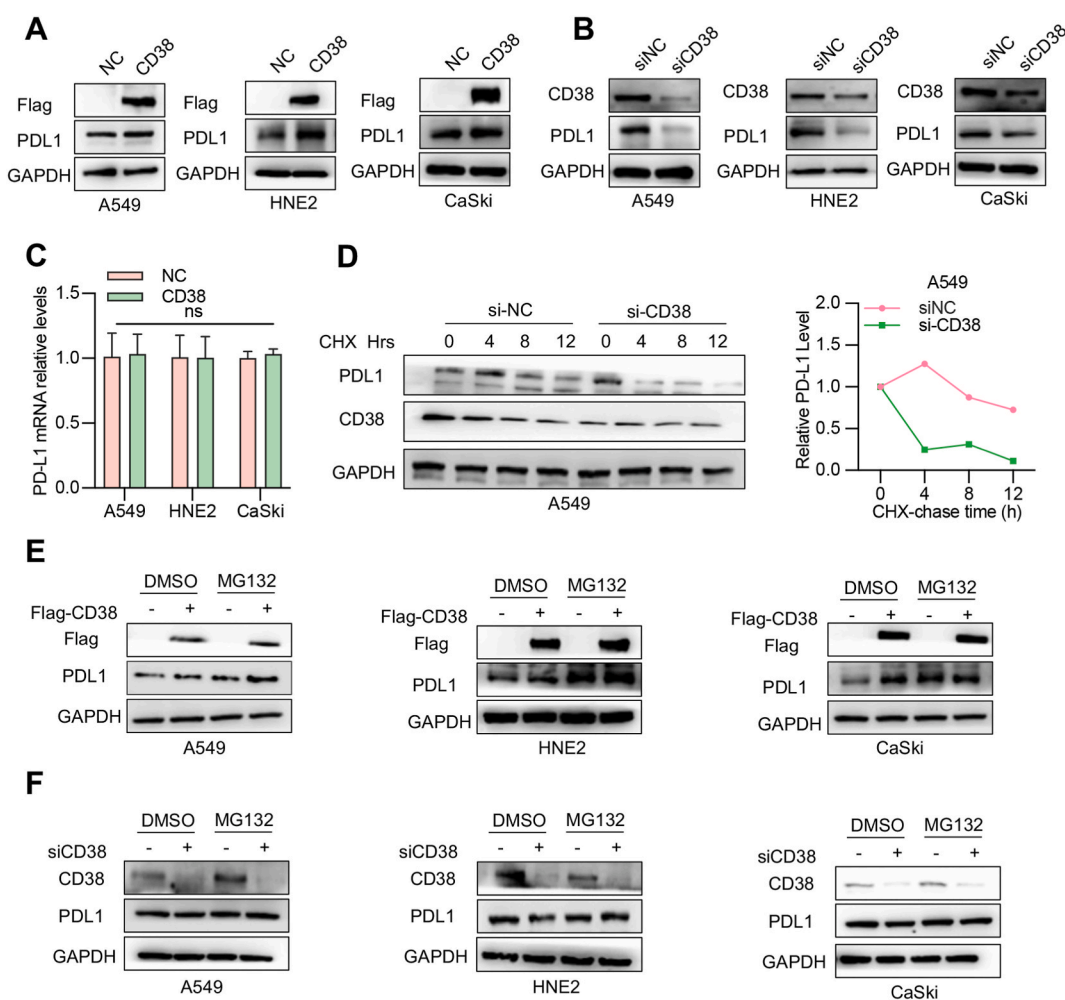 A
B
NC CD38
NC CD38
NC CD38
siNC siCD38
siNC siCD38
siNC siCD38
Flag
Flag
Flag
CD38
CD38
CD38
PDL1
PDL1
PDL1
PDL1
PDL1
PDL1
GAPDH
GAPDH
GAPDH
GAPDH
GAPDH
GAPDH
A549
HNE2
CaSki
A549
HNE2
CaSki
C
NC
CD38
ns
PD-L1 mRNA relative levels
1.5
1.0
0.5
0.0
A549 HNE2 CaSki
D
si-NC si-CD38
CHX Hrs 0 4 8 12 0 4 8 12
PDL1
CD38
GAPDH
A549
A549
siNC
si-CD38
Relative PD-L1 Level
2.0
1.5
1.0
0.5
0.0
0 4 8 12
CHX-chase time (h)
E
DMSO MG132
Flag-CD38 - + - +
Flag
PDL1
GAPDH
A549
DMSO MG132
Flag-CD38 - + - +
Flag
PDL1
GAPDH
HNE2
DMSO MG132
Flag-CD38 - + - +
Flag
PDL1
GAPDH
CaSki
F
DMSO MG132
siCD38 - + - +
CD38
PDL1
GAPDH
A549
DMSO MG132
siCD38 - + - +
CD38
PDL1
GAPDH
HNE2
DMSO MG132
siCD38 - + - +
CD38
PDL1
GAPDH
CaSki